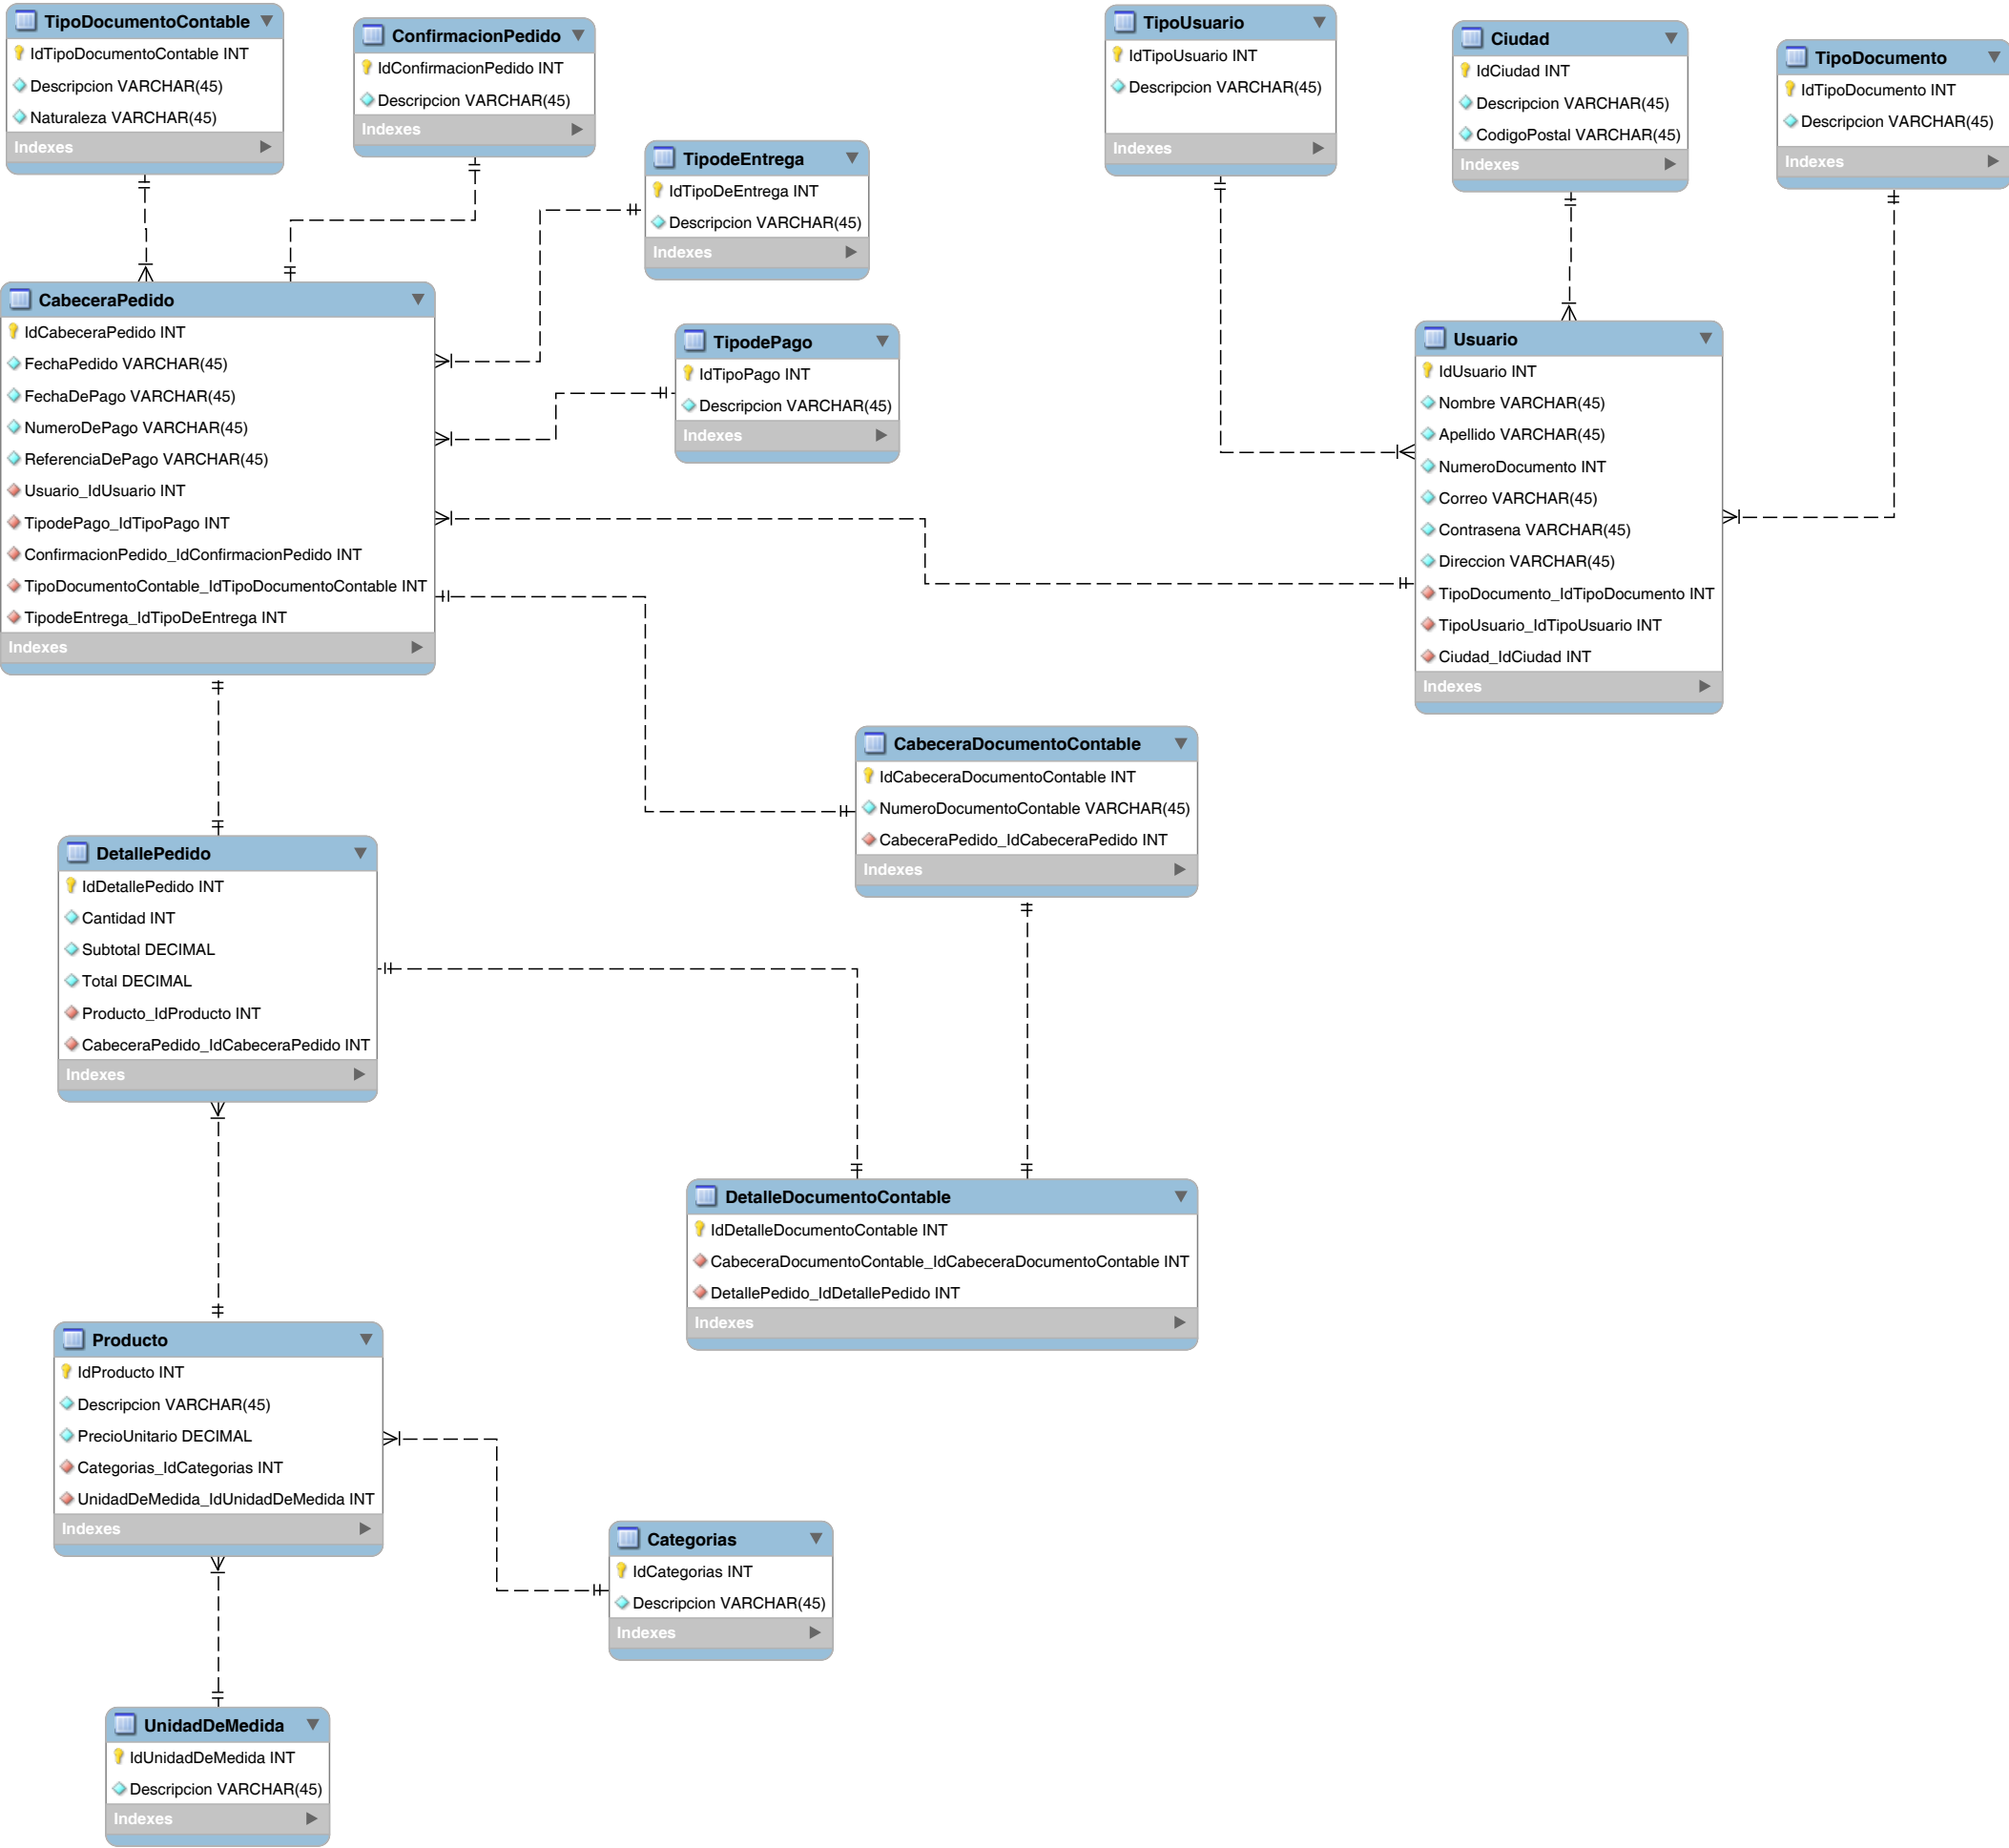 TipoDocumentoContable
IdTipoDocumentoContable INT
Descripcion VARCHAR(45)
Naturaleza VARCHAR(45)
Indexes
ConfirmacionPedido
IdConfirmacionPedido INT
Descripcion VARCHAR(45)
Indexes
TipodeEntrega
IdTipoDeEntrega INT
Descripcion VARCHAR(45)
Indexes
TipoUsuario
IdTipoUsuario INT
Descripcion VARCHAR(45)
Indexes
Ciudad
IdCiudad INT
Descripcion VARCHAR(45)
CodigoPostal VARCHAR(45)
Indexes
TipoDocumento
IdTipoDocumento INT
Descripcion VARCHAR(45)
Indexes
CabeceraPedido
IdCabeceraPedido INT
FechaPedido VARCHAR(45)
FechaDePago VARCHAR(45)
NumeroDePago VARCHAR(45)
ReferenciaDePago VARCHAR(45)
Usuario_IdUsuario INT
TipodePago_IdTipoPago INT
ConfirmacionPedido_IdConfirmacionPedido INT
TipoDocumentoContable_IdTipoDocumentoContable INT
TipodeEntrega_IdTipoDeEntrega INT
Indexes
TipodePago
IdTipoPago INT
Descripcion VARCHAR(45)
Indexes
Usuario
IdUsuario INT
Nombre VARCHAR(45)
Apellido VARCHAR(45)
NumeroDocumento INT
Correo VARCHAR(45)
Contrasena VARCHAR(45)
Direccion VARCHAR(45)
TipoDocumento_IdTipoDocumento INT
TipoUsuario_IdTipoUsuario INT
Ciudad_IdCiudad INT
Indexes
CabeceraDocumentoContable
IdCabeceraDocumentoContable INT
NumeroDocumentoContable VARCHAR(45)
CabeceraPedido_IdCabeceraPedido INT
Indexes
DetallePedido
IdDetallePedido INT
Cantidad INT
Subtotal DECIMAL
Total DECIMAL
Producto_IdProducto INT
CabeceraPedido_IdCabeceraPedido INT
Indexes
DetalleDocumentoContable
IdDetalleDocumentoContable INT
CabeceraDocumentoContable_IdCabeceraDocumentoContable INT
DetallePedido_IdDetallePedido INT
Indexes
Producto
IdProducto INT
Descripcion VARCHAR(45)
PrecioUnitario DECIMAL
Categorias_IdCategorias INT
UnidadDeMedida_IdUnidadDeMedida INT
Indexes
Categorias
IdCategorias INT
Descripcion VARCHAR(45)
Indexes
UnidadDeMedida
IdUnidadDeMedida INT
Descripcion VARCHAR(45)
Indexes